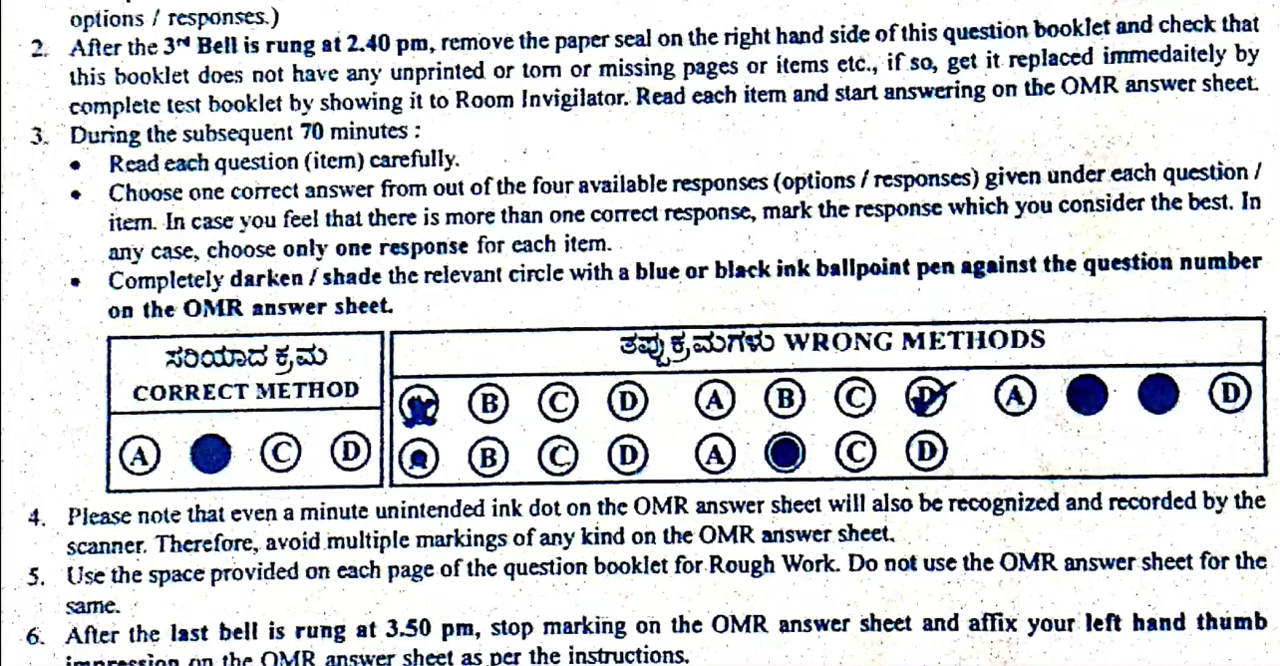 options / responses.)
2. After the 3rd Bell is rung at 2.40 pm, remove the paper seal on the right hand side of this question booklet and check that
this booklet does not have any unprinted or torn or missing pages or items etc., if so, get it replaced immedaitely by
complete test booklet by showing it to Room Invigilator. Read each item and start answering on the OMR answer sheet.
3. During the subsequent 70 minutes :
• Read each question (item) carefully.
• Choose one correct answer from out of the four available responses (options / responses) given under each question /
item. In case you feel that there is more than one correct response, mark the response which you consider the best. In
any case, choose only one response for each item.
• Completely darken / shade the relevant circle with a blue or black ink ballpoint pen against the question number
on the OMR answer sheet.
ಸರಿಯಾದ ಕ್ರಮ
CORRECT METHOD
A C D
ತಪ್ಪು ಕ್ರಮಗಳು WRONG METHODS
B C D A B C D A D
A B C D A C D
4. Please note that even a minute unintended ink dot on the OMR answer sheet will also be recognized and recorded by the
scanner. Therefore, avoid multiple markings of any kind on the OMR answer sheet.
5. Use the space provided on each page of the question booklet for Rough Work. Do not use the OMR answer sheet for the
same.
6. After the last bell is rung at 3.50 pm, stop marking on the OMR answer sheet and affix your left hand thumb
impression on the OMR answer sheet as per the instructions.